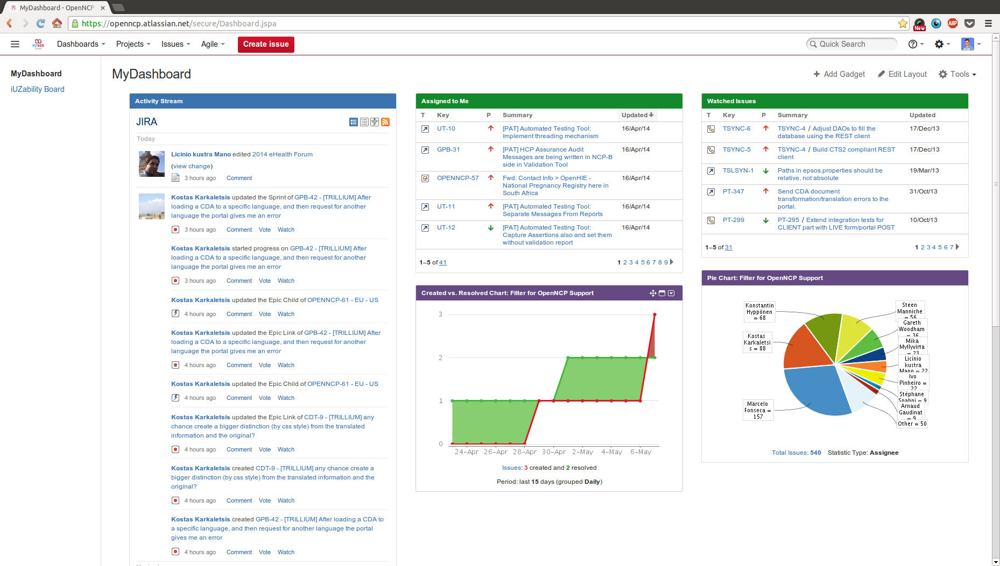 MyDashboard - OpenNCP
https://openncp.atlassian.net/secure/Dashboard.jspa
New
ABP
epsos
Dashboards
Projects
Issues
Agile
Create issue
Quick Search
MyDashboard
iUZability Board
MyDashboard
Add Gadget
Edit Layout
Tools
Activity Stream
JIRA
Today
Licínio kustra Mano edited 2014 eHealth Forum
(view change)
3 hours ago Comment
Kostas Karkaletsis updated the Sprint of GPB-42 - [TRILLIUM] After
loading a CDA to a specific language, and then request for another
language the portal gives me an error
3 hours ago Comment Vote Watch
Kostas Karkaletsis started progress on GPB-42 - [TRILLIUM] After
loading a CDA to a specific language, and then request for another
language the portal gives me an error
3 hours ago Comment Vote Watch
Kostas Karkaletsis updated the Epic Child of OPENNCP-61 - EU - US
4 hours ago Comment Vote Watch
Kostas Karkaletsis updated the Epic Link of GPB-42 - [TRILLIUM] After
loading a CDA to a specific language, and then request for another
language the portal gives me an error
4 hours ago Comment Vote Watch
Kostas Karkaletsis updated the Epic Child of OPENNCP-61 - EU - US
4 hours ago Comment Vote Watch
Kostas Karkaletsis updated the Epic Link of CDT-9 - [TRILLIUM] any
chance create a bigger distinction (by css style) from the translated
information and the original?
4 hours ago Comment Vote Watch
Kostas Karkaletsis created CDT-9 - [TRILLIUM] any chance create a
bigger distinction (by css style) from the translated information and the
original?
4 hours ago Comment Vote Watch
Kostas Karkaletsis created GPB-42 - [TRILLIUM] After loading a CDA to
a specific language, and then request for another language the portal
gives me an error
4 hours ago Comment Vote Watch
Assigned to Me
T Key P Summary Updated
UT-10 [PAT] Automated Testing Tool: 16/Apr/14
Implement threading mechanism
GPB-31 [PAT] HCP Assurance Audit 16/Apr/14
Messages are being written in NCP-B
side in Validation Tool
OPENNCP-57 Fwd: Contact Info > OpenHIE - 16/Apr/14
National Pregnancy Registry here in
South Africa
UT-11 [PAT] Automated Testing Tool: 16/Apr/14
Separate Messages From Reports
UT-12 [PAT] Automated Testing Tool: 16/Apr/14
Capture Assertions also and set them
without validation report
1–5 of 41 1 2 3 4 5 6 7 8 9
Created vs. Resolved Chart: Filter for OpenNCP Support
3
2
1
0
24-Apr 26-Apr 28-Apr 30-Apr 2-May 4-May 6-May
Issues: 3 created and 2 resolved
Period: last 15 days (grouped Daily)
Watched Issues
T Key P Summary Updated
TSYNC-6 TSYNC-4 / Adjust DAOs to fill the 17/Dec/13
database using the REST client
TSYNC-5 TSYNC-4 / Build CTS2 compliant REST 17/Dec/13
client
TSLSYN-1 Paths in epsos.properties should be 19/Mar/13
relative, not absolute
PT-347 Send CDA document 31/Oct/13
transformation/translation errors to the
portal.
PT-299 PT-295 / Extend integration tests for 10/Oct/13
CLIENT part with LIVE form/portal POST
1–5 of 31 1 2 3 4 5 6 7
Pie Chart: Filter for OpenNCP Support
Konstantin
Hyppönen
= 68
Kostas
Karkaletsi
s = 88
Marcelo
Fonseca =
157
Steen
Manniche
= 56
Gareth
Woodham
= 36
Mika
Myllyvirta
= 23
Licínio
kustra
Mano = 22
Ivo
Pinheiro =
22
Stéphane
Spahni = 9
Arnaud
Gaudinat
= 9
Other = 50
Total Issues: 540 Statistic Type: Assignee